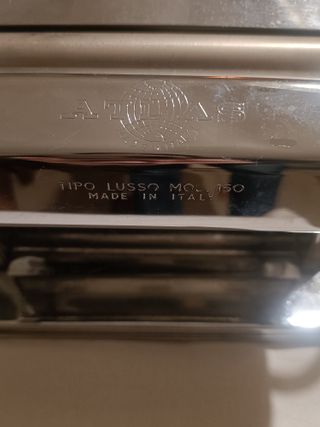 ATLAS
TIPO LUSSO MOD. 150
MADE IN ITALY